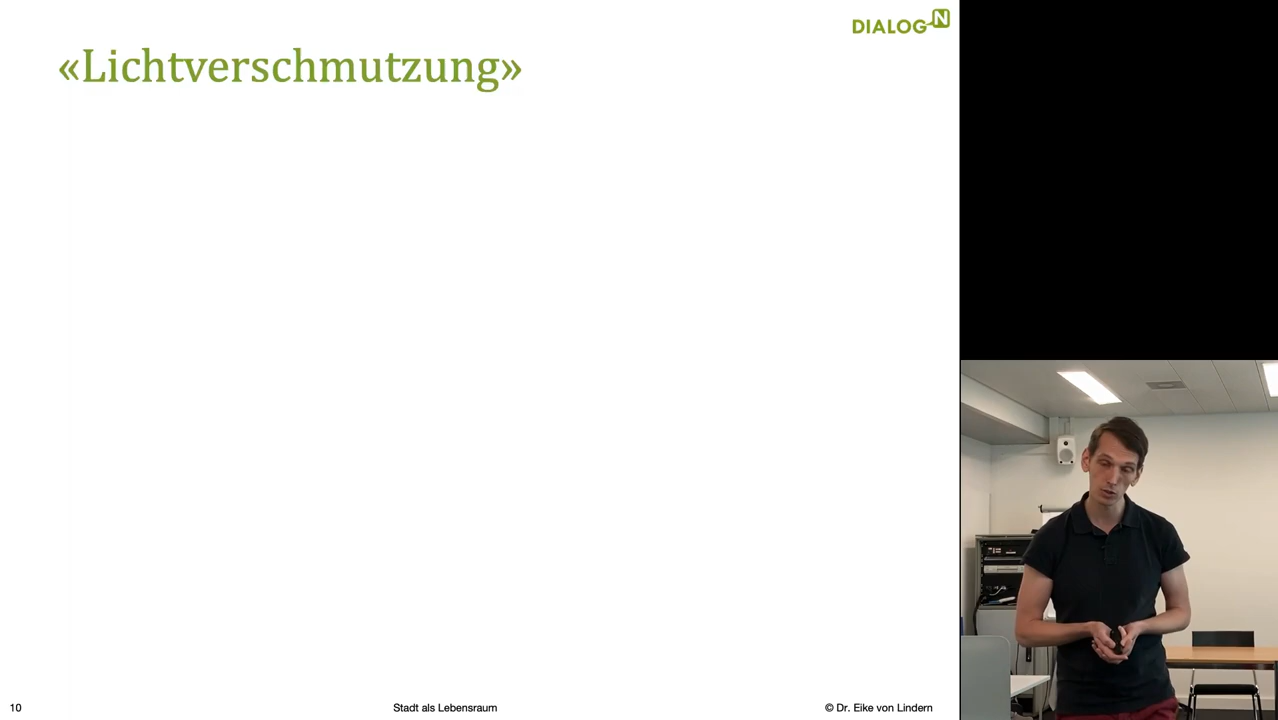 DIALOG N
«Lichtverschmutzung»
10
Stadt als Lebensraum
© Dr. Eike von Lindern